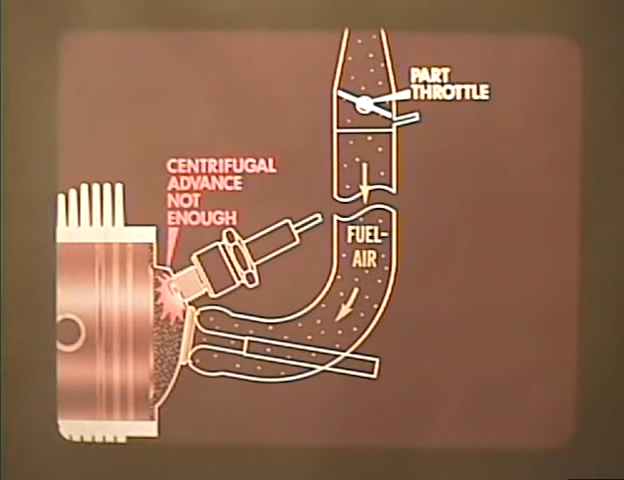 PART
THROTTLE
CENTRIFUGAL
ADVANCE
NOT
ENOUGH
FUEL-
AIR